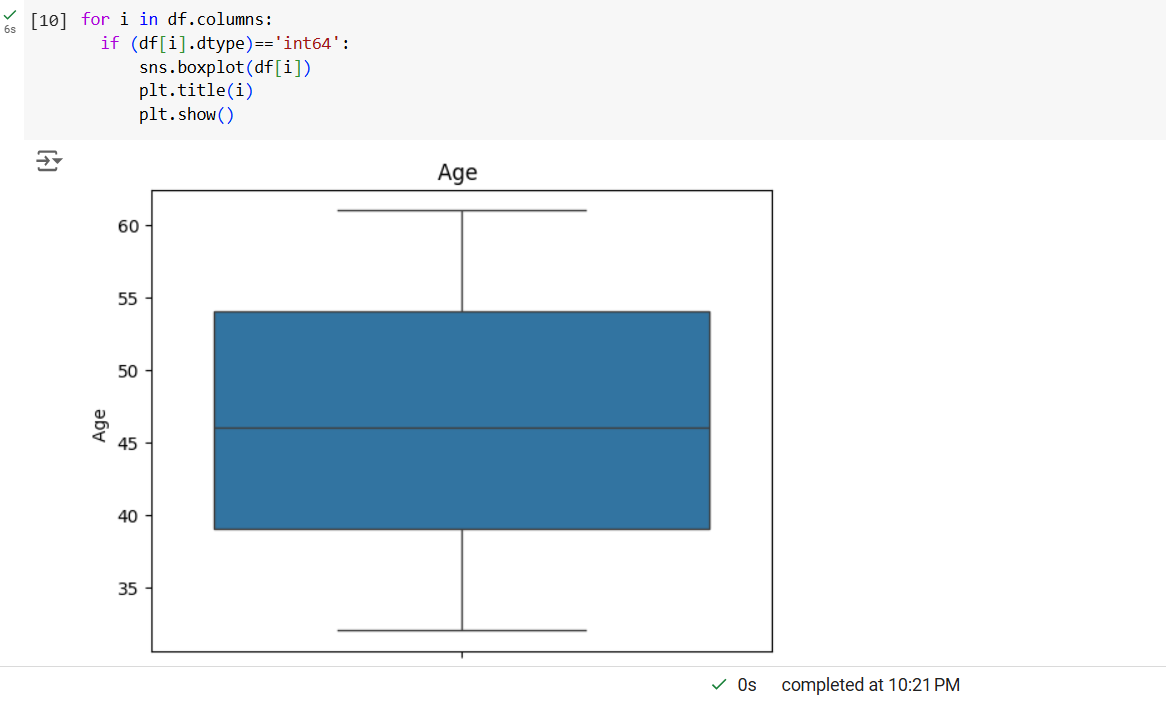 [10] for i in df.columns:
6s
if (df[i].dtype)=='int64':
sns.boxplot(df[i])
plt.title(i)
plt.show()
Age
60
55
50
45
40
35
Age
0s completed at 10:21 PM